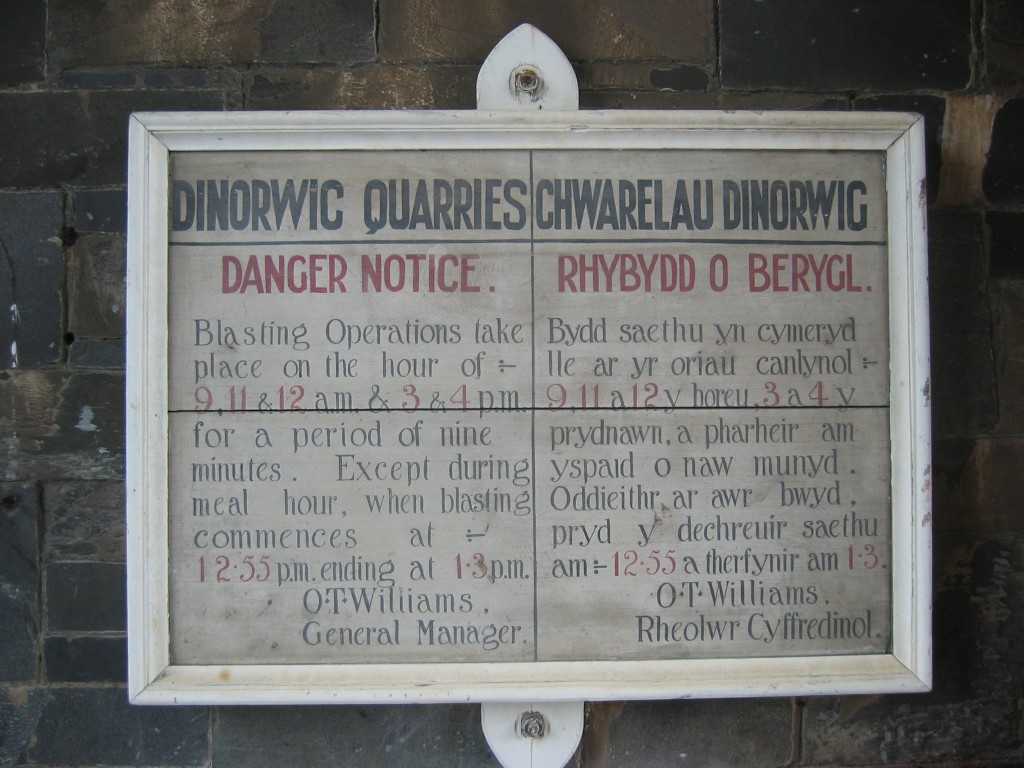 DINORWIC QUARRIES
DANGER NOTICE.
Blasting Operations take
place on the hour of :-
9, 11 & 12 a.m. & 3 & 4 p.m.
for a period of nine
minutes. Except during
meal hour, when blasting
commences at :-
12·55 p.m. ending at 1·3 p.m.
O·T·Williams,
General Manager.
CHWARELAU DINORWIG
RHYBYDD O BERYGL.
Bydd saethu yn cymeryd
lle ar yr oriau canlynol :-
9, 11 a 12 y boreu, 3 a 4 y
prydnawn, a pharheir am
yspaid o naw munyd.
Oddieithr, ar awr bwyd,
pryd y dechreuir saethu
am :- 12·55 a therfynir am 1·3.
O·T·Williams,
Rheolwr Cyffredinol.